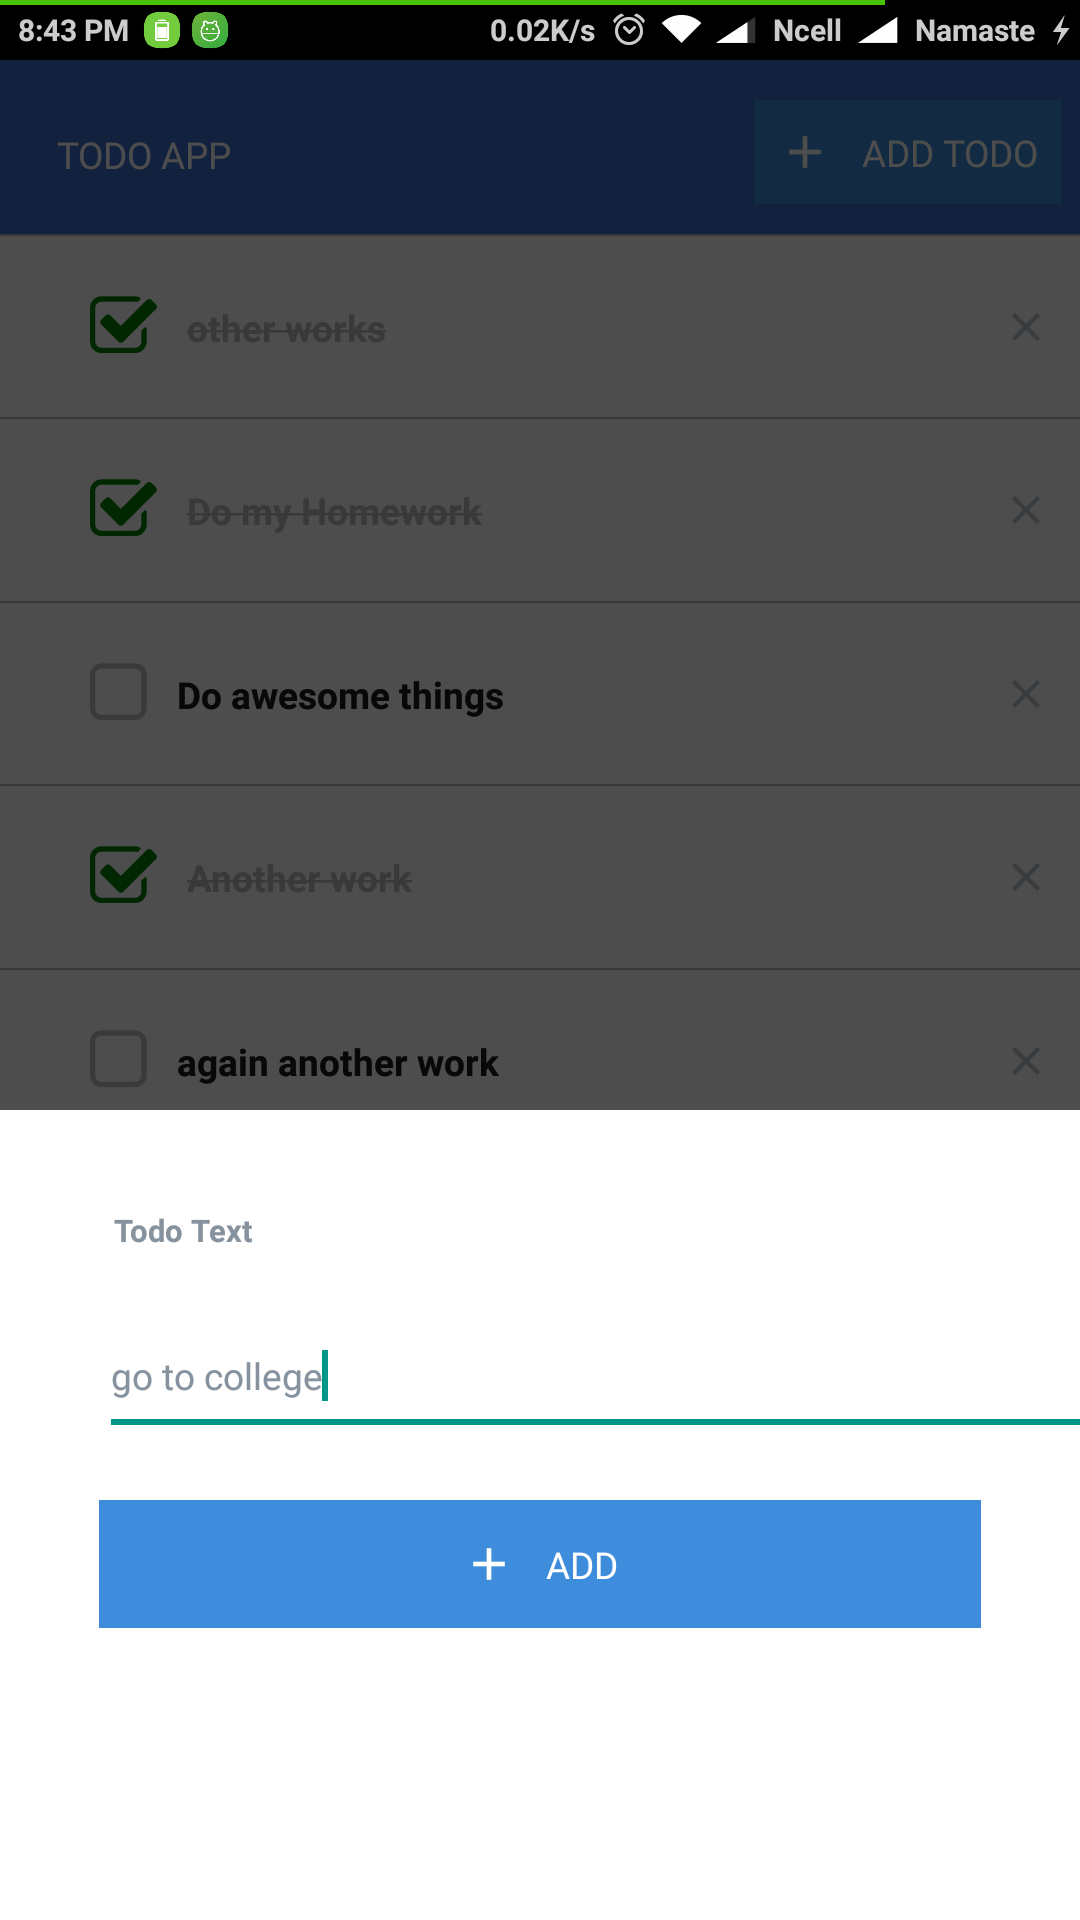 8:43 PM 0.02K/s Ncell Namaste
TODO APP + ADD TODO
other works
Do my Homework
Do awesome things
Another work
again another work
Todo Text
go to college
+ ADD